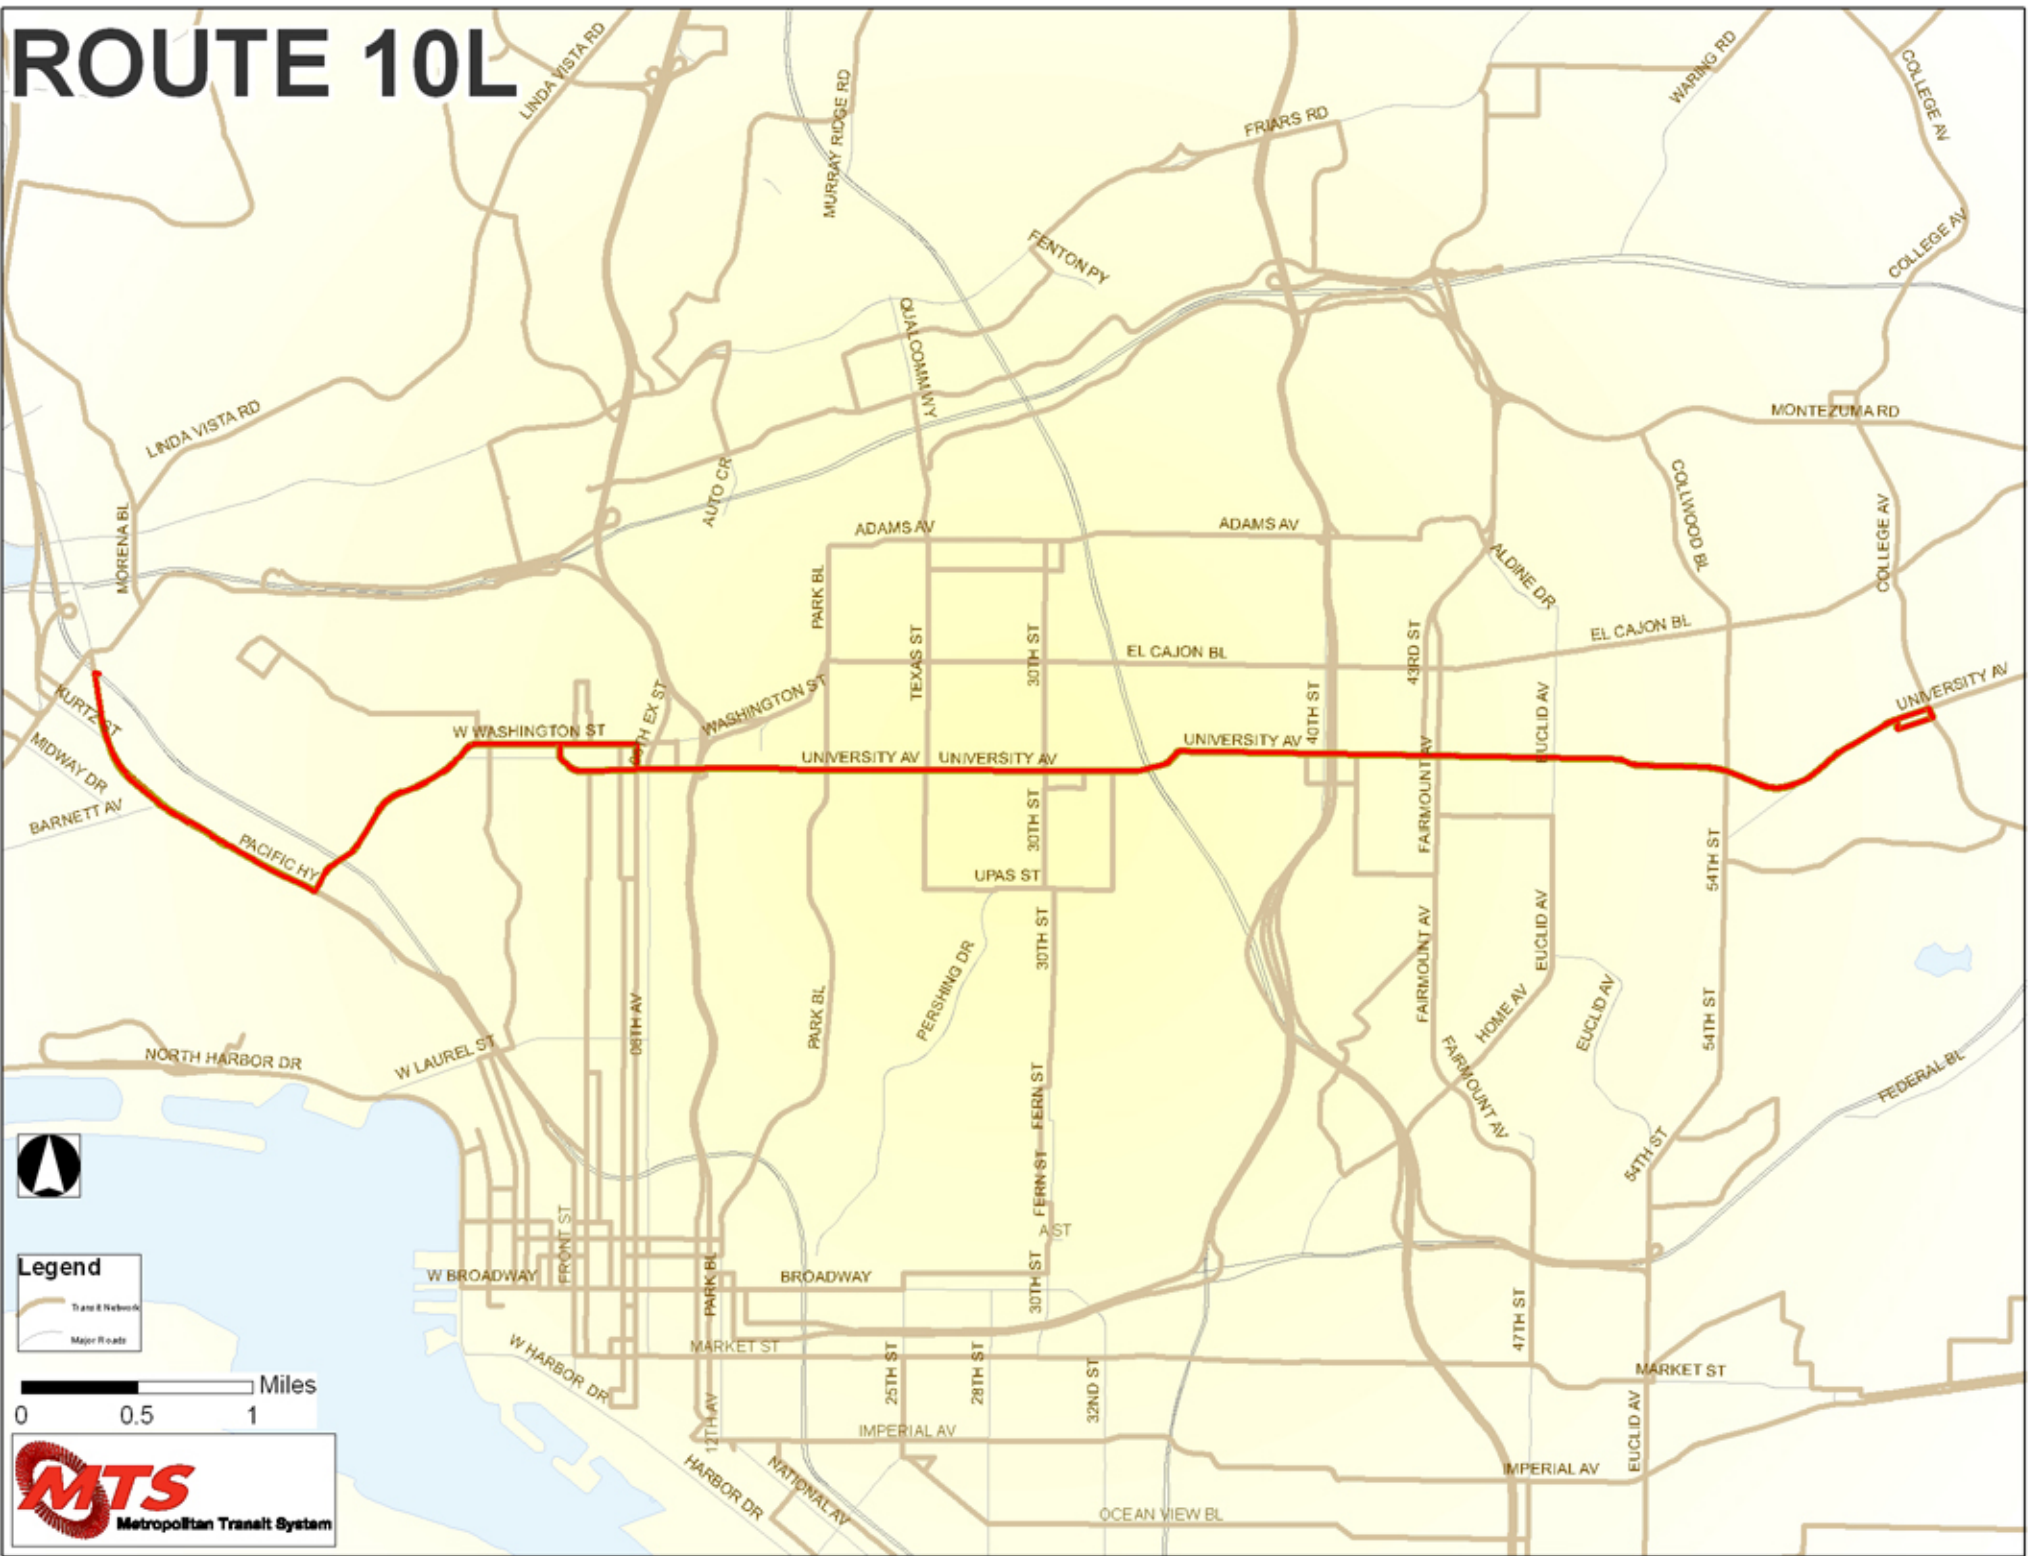 ROUTE 10L
LINDA VISTA RD
MURRAY RIDGE RD
FRIARS RD
WARING RD
COLLEGE AV
COLLEGE AV
FENTON PY
QUALCOMM WY
LINDA VISTA RD
MORENA BL
AUTO CR
MONTEZUMA RD
COLLWOOD BL
COLLEGE AV
ADAMS AV
ADAMS AV
ALDINE DR
PARK BL
TEXAS ST
30TH ST
EL CAJON BL
43RD ST
EL CAJON BL
KURTZ ST
MIDWAY DR
BARNETT AV
PACIFIC HY
W WASHINGTON ST
WASHINGTON ST
UNIVERSITY AV
UNIVERSITY AV
UNIVERSITY AV
40TH ST
EUCLID AV
UNIVERSITY AV
FAIRMOUNT AV
30TH ST
UPAS ST
54TH ST
30TH ST
PERSHING DR
PARK BL
FAIRMOUNT AV
EUCLID AV
HOME AV
EUCLID AV
54TH ST
FEDERAL BL
06TH AV
NORTH HARBOR DR
W LAUREL ST
FERN ST
FERN ST
FAIRMOUNT AV
54TH ST
A ST
FRONT ST
W BROADWAY
BROADWAY
PARK BL
30TH ST
47TH ST
MARKET ST
MARKET ST
W HARBOR DR
25TH ST
28TH ST
32ND ST
12TH AV
IMPERIAL AV
EUCLID AV
IMPERIAL AV
HARBOR DR
NATIONAL AV
OCEAN VIEW BL
Legend
Transit Network
Major Roads
Miles
0 0.5 1
MTS
Metropolitan Transit System